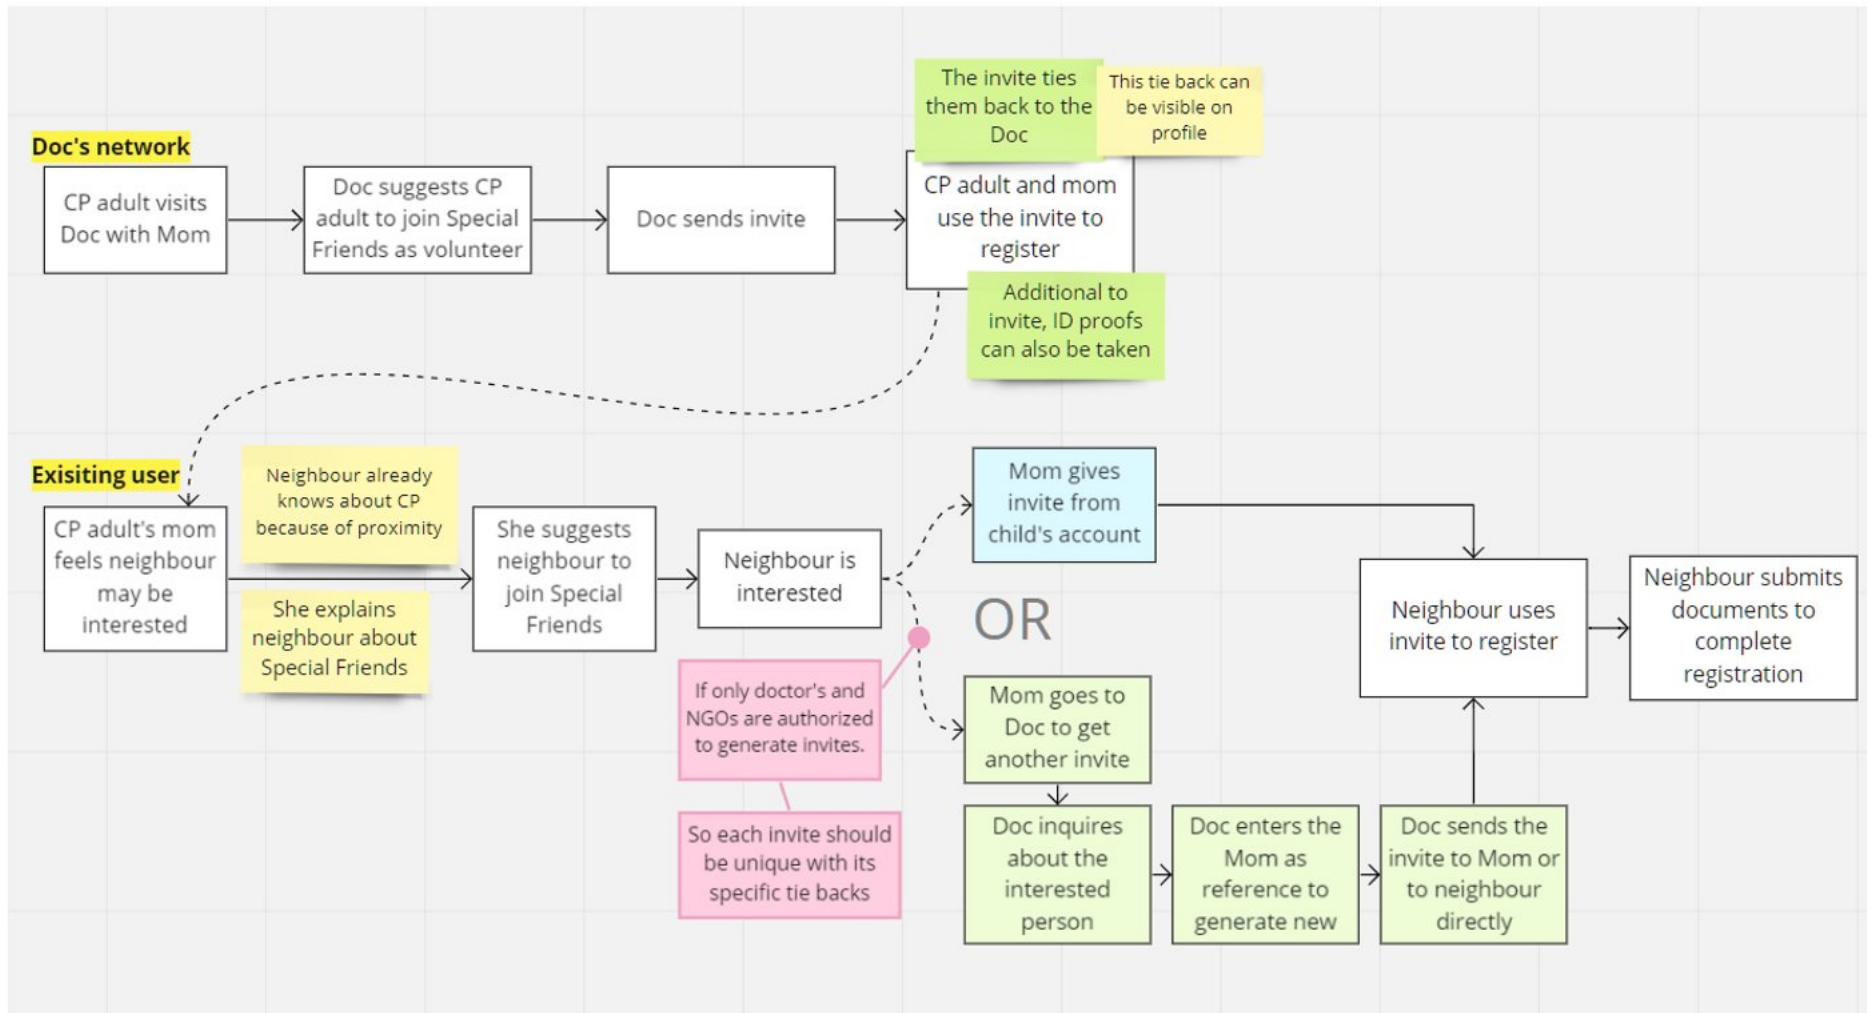 The invite ties
them back to the
Doc
This tie back can
be visible on
profile
Doc's network
CP adult visits
Doc with Mom
Doc suggests CP
adult to join Special
Friends as volunteer
Doc sends invite
CP adult and mom
use the invite to
register
Additional to
invite, ID proofs
can also be taken
Exisiting user
Neighbour already
knows about CP
because of proximity
CP adult's mom
feels neighbour
may be
interested
She explains
neighbour about
Special Friends
She suggests
neighbour to
join Special
Friends
Neighbour is
interested
Mom gives
invite from
child's account
OR
If only doctor's and
NGOs are authorized
to generate invites.
So each invite should
be unique with its
specific tie backs
Mom goes to
Doc to get
another invite
Doc inquires
about the
interested
person
Doc enters the
Mom as
reference to
generate new
Doc sends the
invite to Mom or
to neighbour
directly
Neighbour uses
invite to register
Neighbour submits
documents to
complete
registration